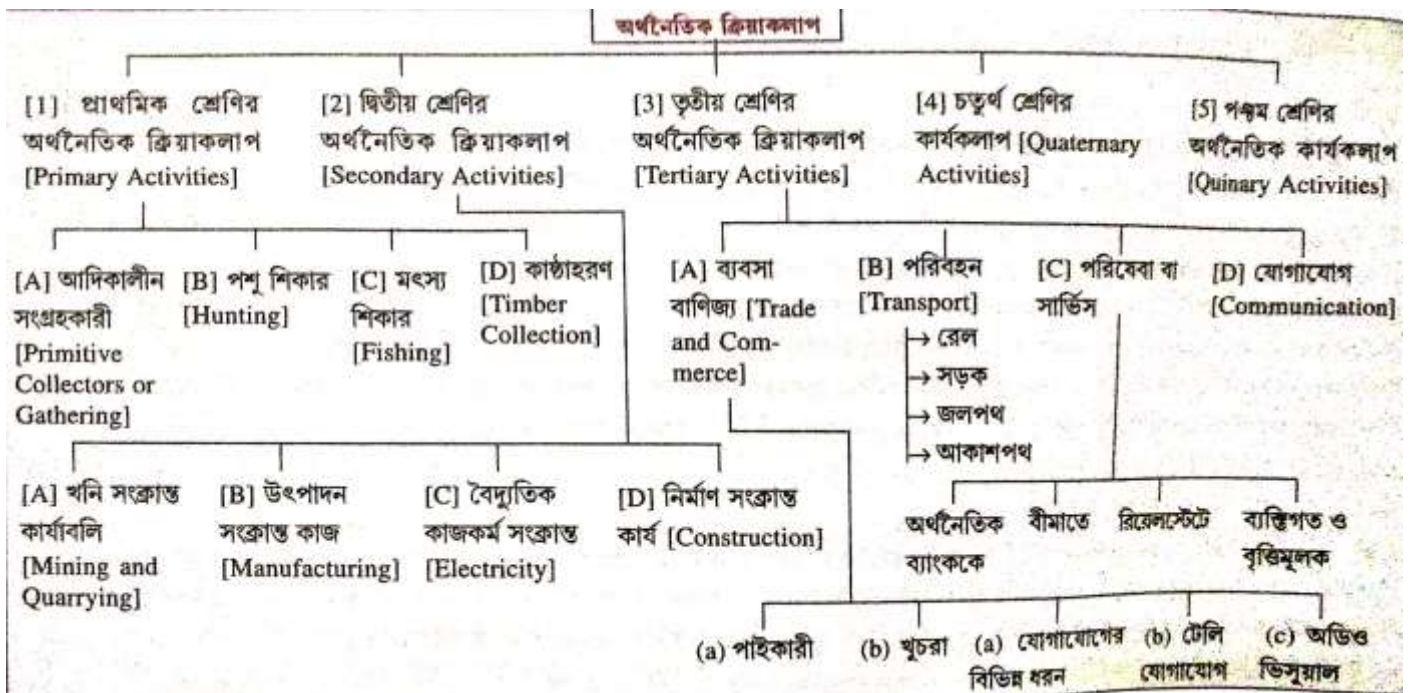 অর্থনৈতিক ক্রিয়াকলাপ
[1] প্রাথমিক শ্রেণির
অর্থনৈতিক ক্রিয়াকলাপ
[Primary Activities]
[2] দ্বিতীয় শ্রেণির
অর্থনৈতিক ক্রিয়াকলাপ
[Secondary Activities]
[3] তৃতীয় শ্রেণির
অর্থনৈতিক ক্রিয়াকলাপ
[Tertiary Activities]
[4] চতুর্থ শ্রেণির
কার্যকলাপ [Quaternary
Activities]
[5] পঞ্চম শ্রেণির
অর্থনৈতিক কার্যকলাপ
[Quinary Activities]
[A] আদিকালীন
সংগ্রহকারী
[Primitive
Collectors or
Gathering]
[B] পশু শিকার
[Hunting]
[C] মৎস্য
শিকার
[Fishing]
[D] কাষ্ঠাহরণ
[Timber
Collection]
[A] ব্যবসা
বাণিজ্য [Trade
and Com-
merce]
[B] পরিবহন
[Transport]
→ রেল
→ সড়ক
→ জলপথ
→ আকাশপথ
[C] পরিষেবা বা
সার্ভিস
[D] যোগাযোগ
[Communication]
[A] খনি সংক্রান্ত
কার্যাবলি
[Mining and
Quarrying]
[B] উৎপাদন
সংক্রান্ত কাজ
[Manufacturing]
[C] বৈদ্যুতিক
কাজকর্ম সংক্রান্ত
[Electricity]
[D] নির্মাণ সংক্রান্ত
কার্য [Construction]
অর্থনৈতিক
ব্যাংককে
বীমাতে
রিয়েলস্টেটে
ব্যক্তিগত ও
বৃত্তিমূলক
(a) পাইকারী
(b) খুচরা
(a) যোগাযোগের
বিভিন্ন ধরন
(b) টেলি
যোগাযোগ
(c) অডিও
ভিসুয়াল